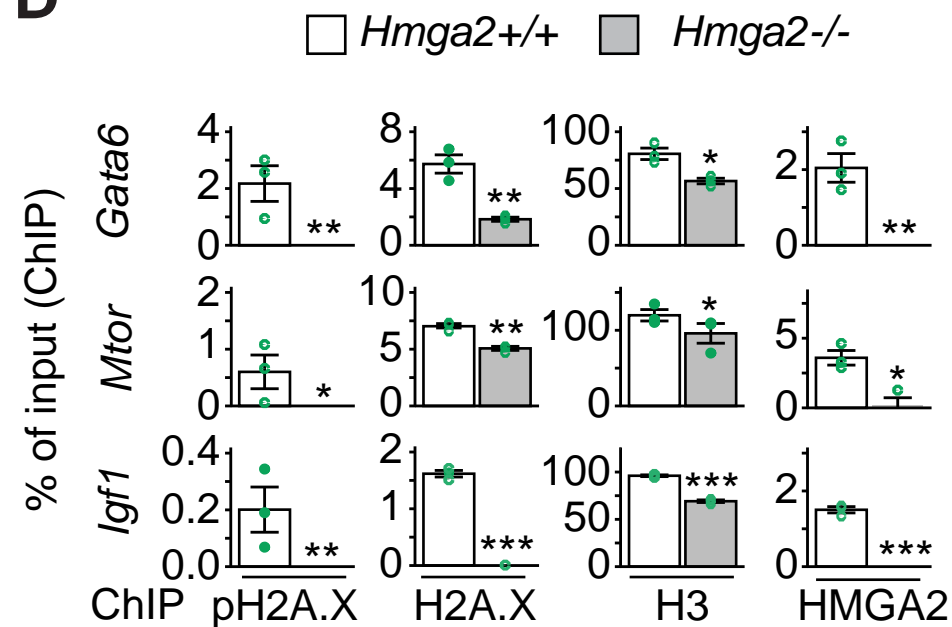 D
Hmga2+/+ Hmga2-/-
% of input (ChIP)
Gata6
4 2 0 **
8 4 0 **
100 50 0 *
2 0 **
Mtor
2 1 0 *
10 5 0 **
100 0 *
5 0 *
Igf1
0.4 0.2 0.0 **
2 1 0 ***
100 50 0 ***
2 0 ***
ChIP pH2A.X H2A.X H3 HMGA2